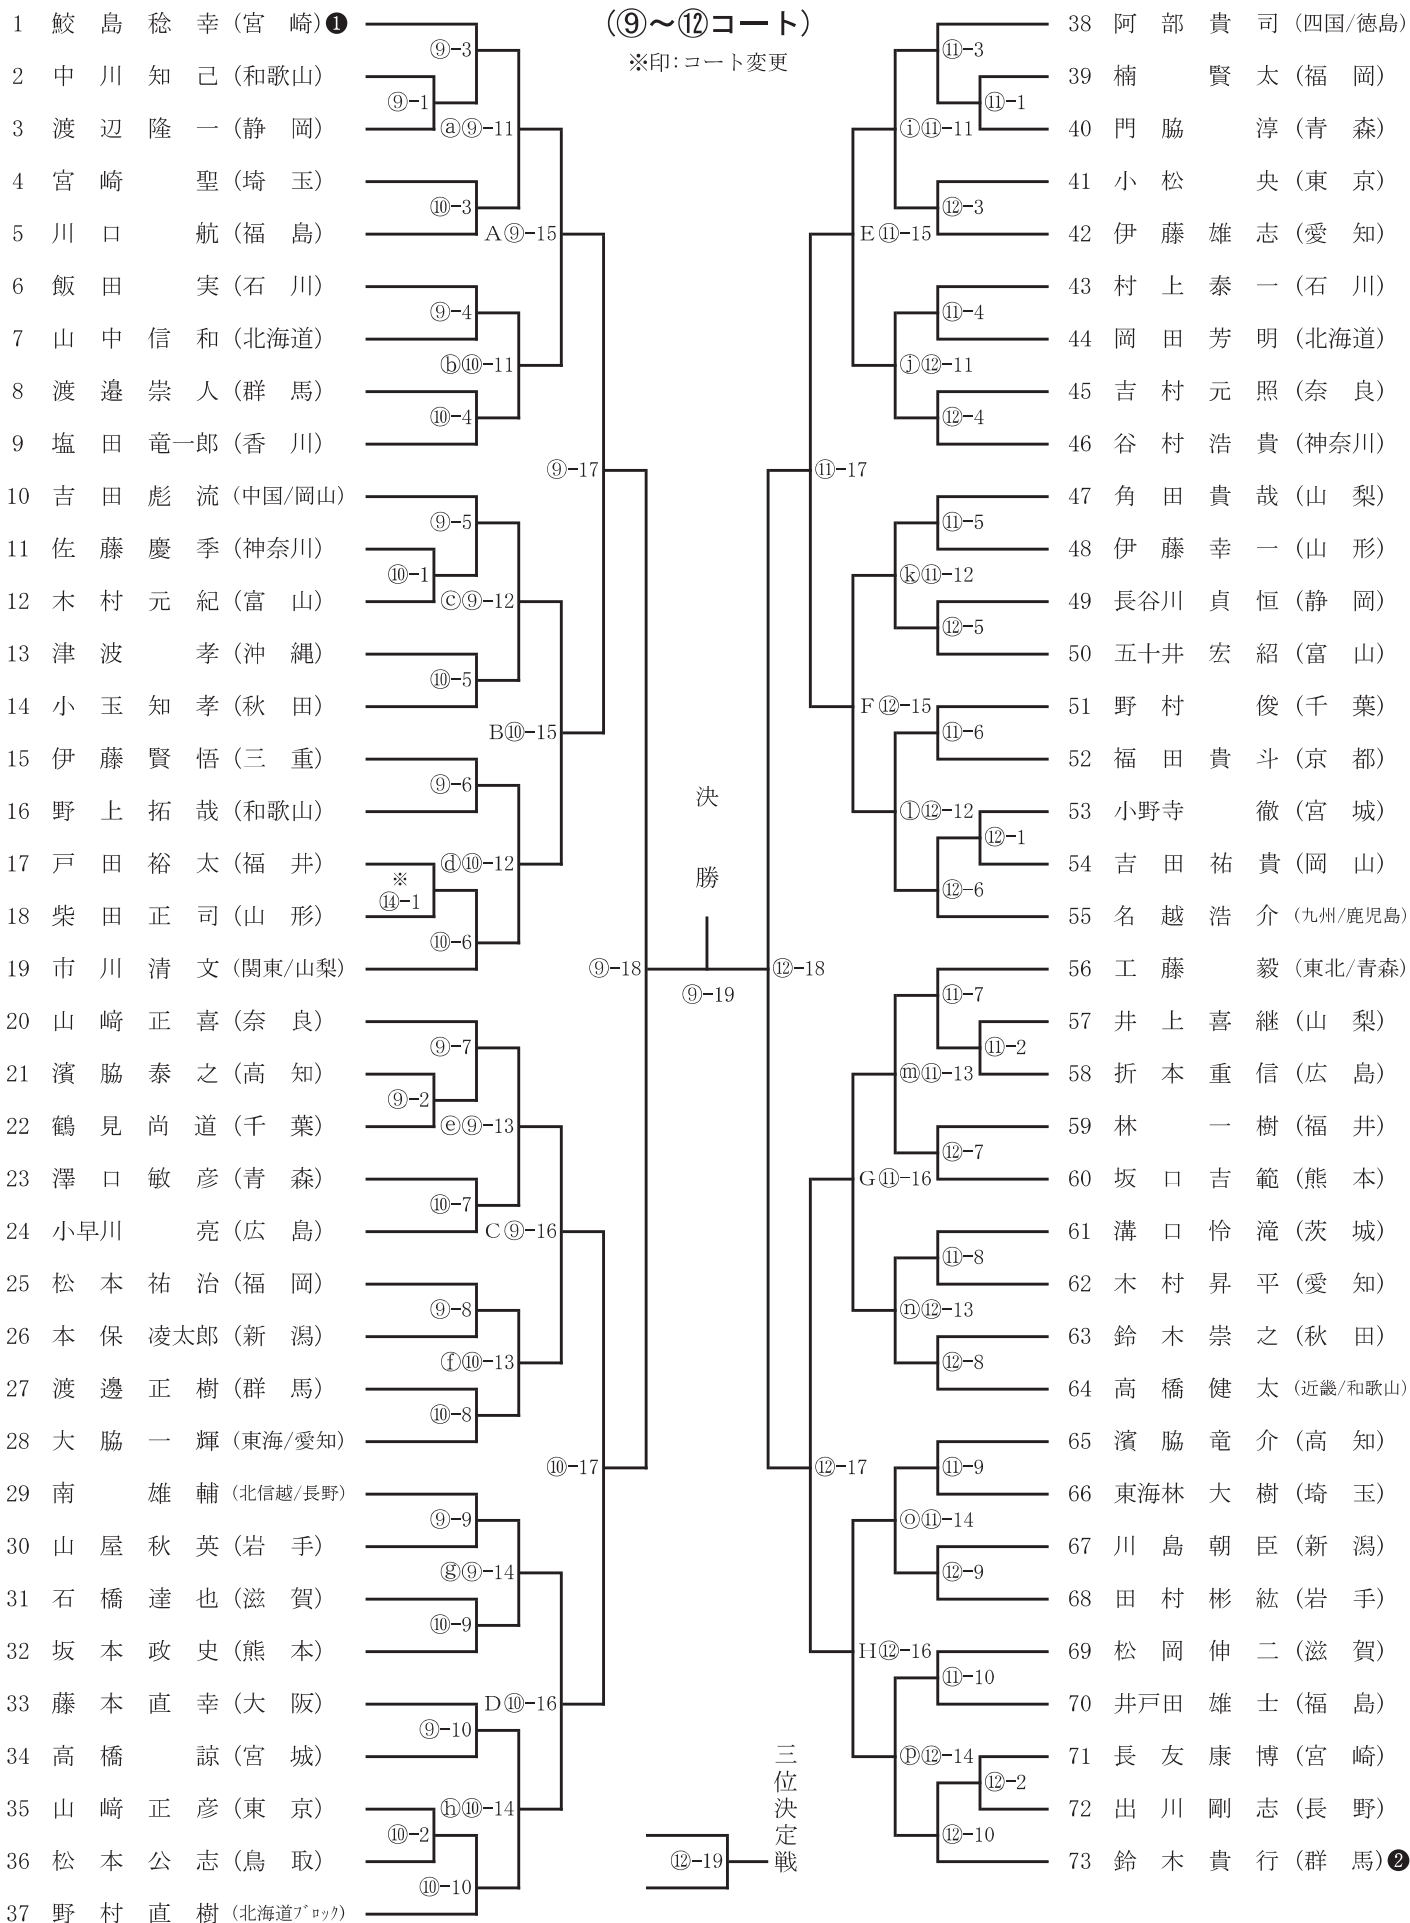 (⑨〜⑫コート)
※印:コート変更
1 鮫島稔幸(宮崎)❶
2 中川知己(和歌山)
3 渡辺隆一(静岡)
4 宮崎聖(埼玉)
5 川口航(福島)
6 飯田実(石川)
7 山中信和(北海道)
8 渡邉崇人(群馬)
9 塩田竜一郎(香川)
10 吉田彪流(中国/岡山)
11 佐藤慶季(神奈川)
12 木村元紀(富山)
13 津波孝(沖縄)
14 小玉知孝(秋田)
15 伊藤賢悟(三重)
16 野上拓哉(和歌山)
17 戸田裕太(福井)
18 柴田正司(山形)
19 市川清文(関東/山梨)
20 山﨑正喜(奈良)
21 濱脇泰之(高知)
22 鶴見尚道(千葉)
23 澤口敏彦(青森)
24 小早川亮(広島)
25 松本祐治(福岡)
26 本保凌太郎(新潟)
27 渡邊正樹(群馬)
28 大脇一輝(東海/愛知)
29 南雄輔(北信越/長野)
30 山屋秋英(岩手)
31 石橋達也(滋賀)
32 坂本政史(熊本)
33 藤本直幸(大阪)
34 高橋諒(宮城)
35 山﨑正彦(東京)
36 松本公志(鳥取)
37 野村直樹(北海道ブロック)
⑨-3
⑨-1
ⓐ⑨-11
⑩-3
A⑨-15
⑨-4
ⓑ⑩-11
⑩-4
⑨-17
⑨-5
⑩-1
ⓒ⑨-12
⑩-5
B⑩-15
⑨-6
ⓓ⑩-12
※
⑭-1
⑩-6
⑨-18
⑨-7
⑨-2
ⓔ⑨-13
⑩-7
C⑨-16
⑨-8
ⓕ⑩-13
⑩-8
⑩-17
⑨-9
ⓖ⑨-14
⑩-9
D⑩-16
⑨-10
ⓗ⑩-14
⑩-2
⑩-10
決勝
⑨-19
三位決定戦
⑫-19
⑪-3
⑪-1
ⓘ⑪-11
⑫-3
E⑪-15
⑪-4
ⓙ⑫-11
⑫-4
⑪-17
⑪-5
ⓚ⑪-12
⑫-5
F⑫-15
⑪-6
ⓛ⑫-12
⑫-1
⑫-6
⑫-18
⑪-7
⑪-2
ⓜ⑪-13
⑫-7
G⑪-16
⑪-8
ⓝ⑫-13
⑫-8
⑫-17
⑪-9
ⓞ⑪-14
⑫-9
H⑫-16
⑪-10
ⓟ⑫-14
⑫-2
⑫-10
38 阿部貴司(四国/徳島)
39 楠賢太(福岡)
40 門脇淳(青森)
41 小松央(東京)
42 伊藤雄志(愛知)
43 村上泰一(石川)
44 岡田芳明(北海道)
45 吉村元照(奈良)
46 谷村浩貴(神奈川)
47 角田貴哉(山梨)
48 伊藤幸一(山形)
49 長谷川貞恒(静岡)
50 五十井宏紹(富山)
51 野村俊(千葉)
52 福田貴斗(京都)
53 小野寺徹(宮城)
54 吉田祐貴(岡山)
55 名越浩介(九州/鹿児島)
56 工藤毅(東北/青森)
57 井上喜継(山梨)
58 折本重信(広島)
59 林一樹(福井)
60 坂口吉範(熊本)
61 溝口怜滝(茨城)
62 木村昇平(愛知)
63 鈴木崇之(秋田)
64 高橋健太(近畿/和歌山)
65 濱脇竜介(高知)
66 東海林大樹(埼玉)
67 川島朝臣(新潟)
68 田村彬紘(岩手)
69 松岡伸二(滋賀)
70 井戸田雄士(福島)
71 長友康博(宮崎)
72 出川剛志(長野)
73 鈴木貴行(群馬)❷